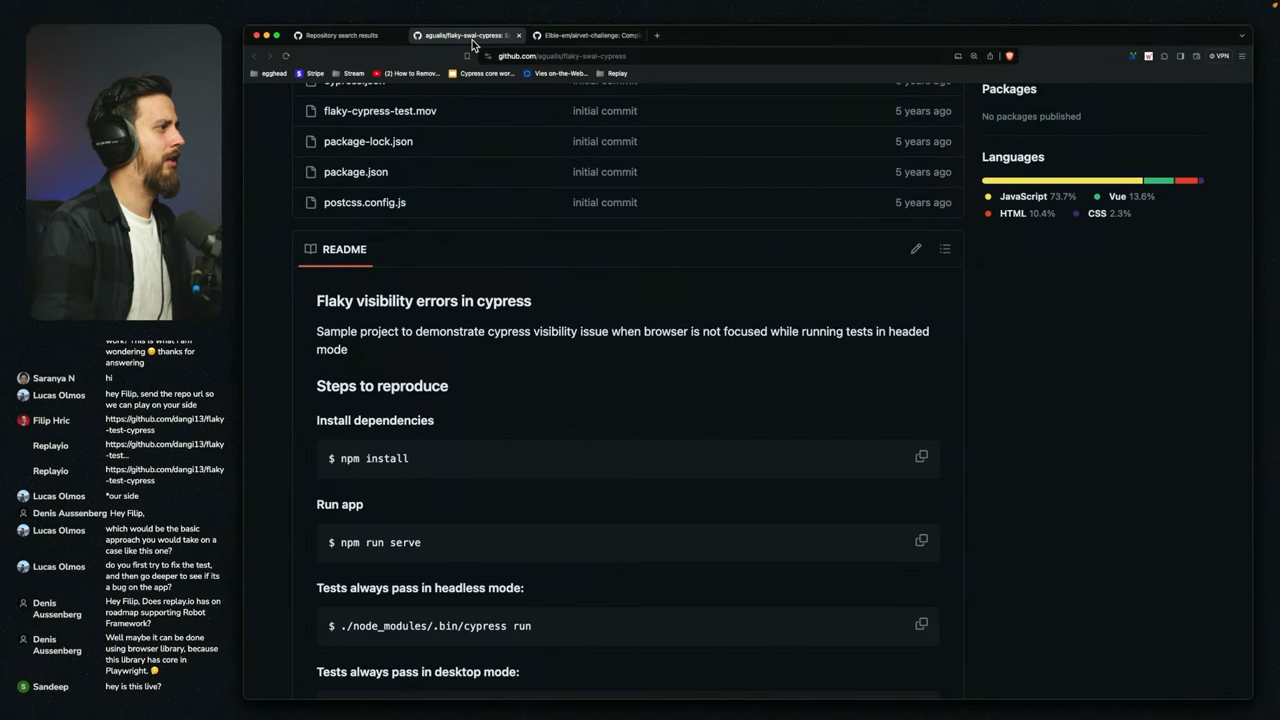 Repository search results
agualis/flaky-swal-cypress: S
Elbie-em/airvet-challenge: Compl
github.com/agualis/flaky-swal-cypress
VPN
egghead
Stripe
Stream
(2) How to Remov...
Cypress core wor...
Vies on-the-Web...
Replay
flaky-cypress-test.mov
initial commit
5 years ago
package-lock.json
initial commit
5 years ago
package.json
initial commit
5 years ago
postcss.config.js
initial commit
5 years ago
README
Flaky visibility errors in cypress
Sample project to demonstrate cypress visibility issue when browser is not focused while running tests in headed
mode
Steps to reproduce
Install dependencies
$ npm install
Run app
$ npm run serve
Tests always pass in headless mode:
$ ./node_modules/.bin/cypress run
Tests always pass in desktop mode:
Packages
No packages published
Languages
JavaScript 73.7%
Vue 13.6%
HTML 10.4%
CSS 2.3%
work? This is what I am
wondering 😊 thanks for
answering
Saranya N
hi
Lucas Olmos
hey Filip, send the repo url so
we can play on your side
Filip Hric
https://github.com/dangi13/flaky
-test-cypress
Replayio
https://github.com/dangi13/flaky
-test...
Replayio
https://github.com/dangi13/flaky
-test-cypress
Lucas Olmos
*our side
Denis Aussenberg
Hey Filip,
Lucas Olmos
which would be the basic
approach you would take on a
case like this one?
Lucas Olmos
do you first try to fix the test,
and then go deeper to see if its
a bug on the app?
Denis
Aussenberg
Hey Filip, Does replay.io has on
roadmap supporting Robot
Framework?
Denis
Aussenberg
Well maybe it can be done
using browser library, because
this library has core in
Playwright. 🤔
S
Sandeep
hey is this live?